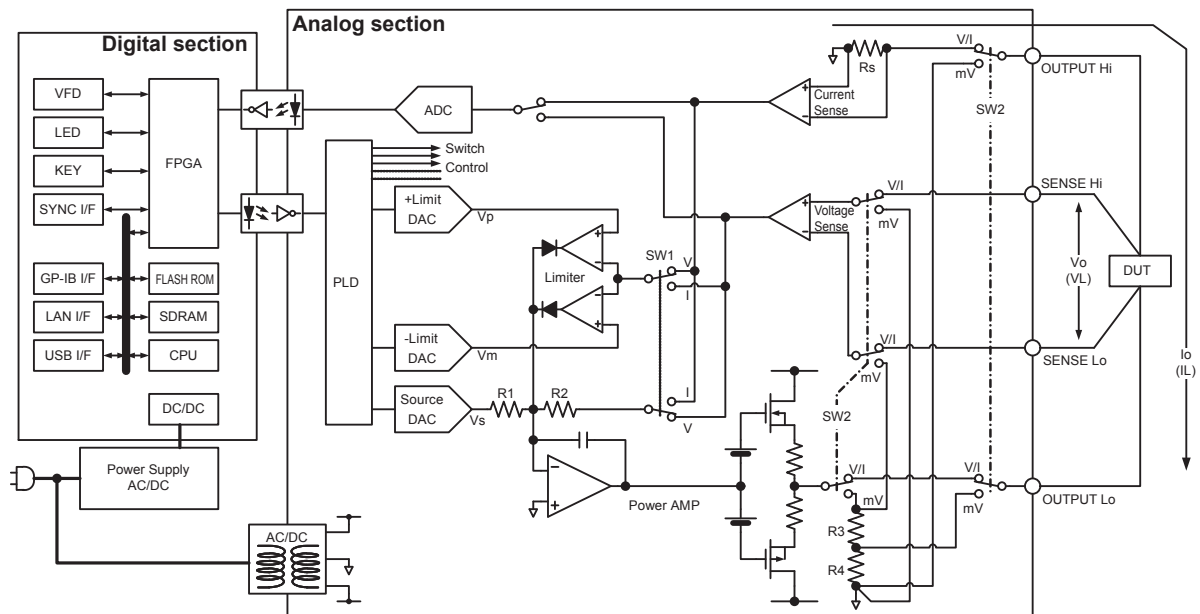 Digital section
Analog section
VFD
LED
KEY
SYNC I/F
FPGA
GP-IB I/F
LAN I/F
USB I/F
FLASH ROM
SDRAM
CPU
DC/DC
Power Supply
AC/DC
AC/DC
ADC
PLD
Switch
Control
+Limit
DAC
Vp
Limiter
-Limit
DAC
Vm
Source
DAC
Vs
R1
R2
SW1
V
I
I
V
Power AMP
Current
Sense
Rs
V/I
mV
OUTPUT Hi
SW2
Voltage
Sense
V/I
mV
SENSE Hi
Vo
(VL)
DUT
V/I
mV
SENSE Lo
Io
(IL)
SW2
V/I
mV
V/I
mV
OUTPUT Lo
R3
R4